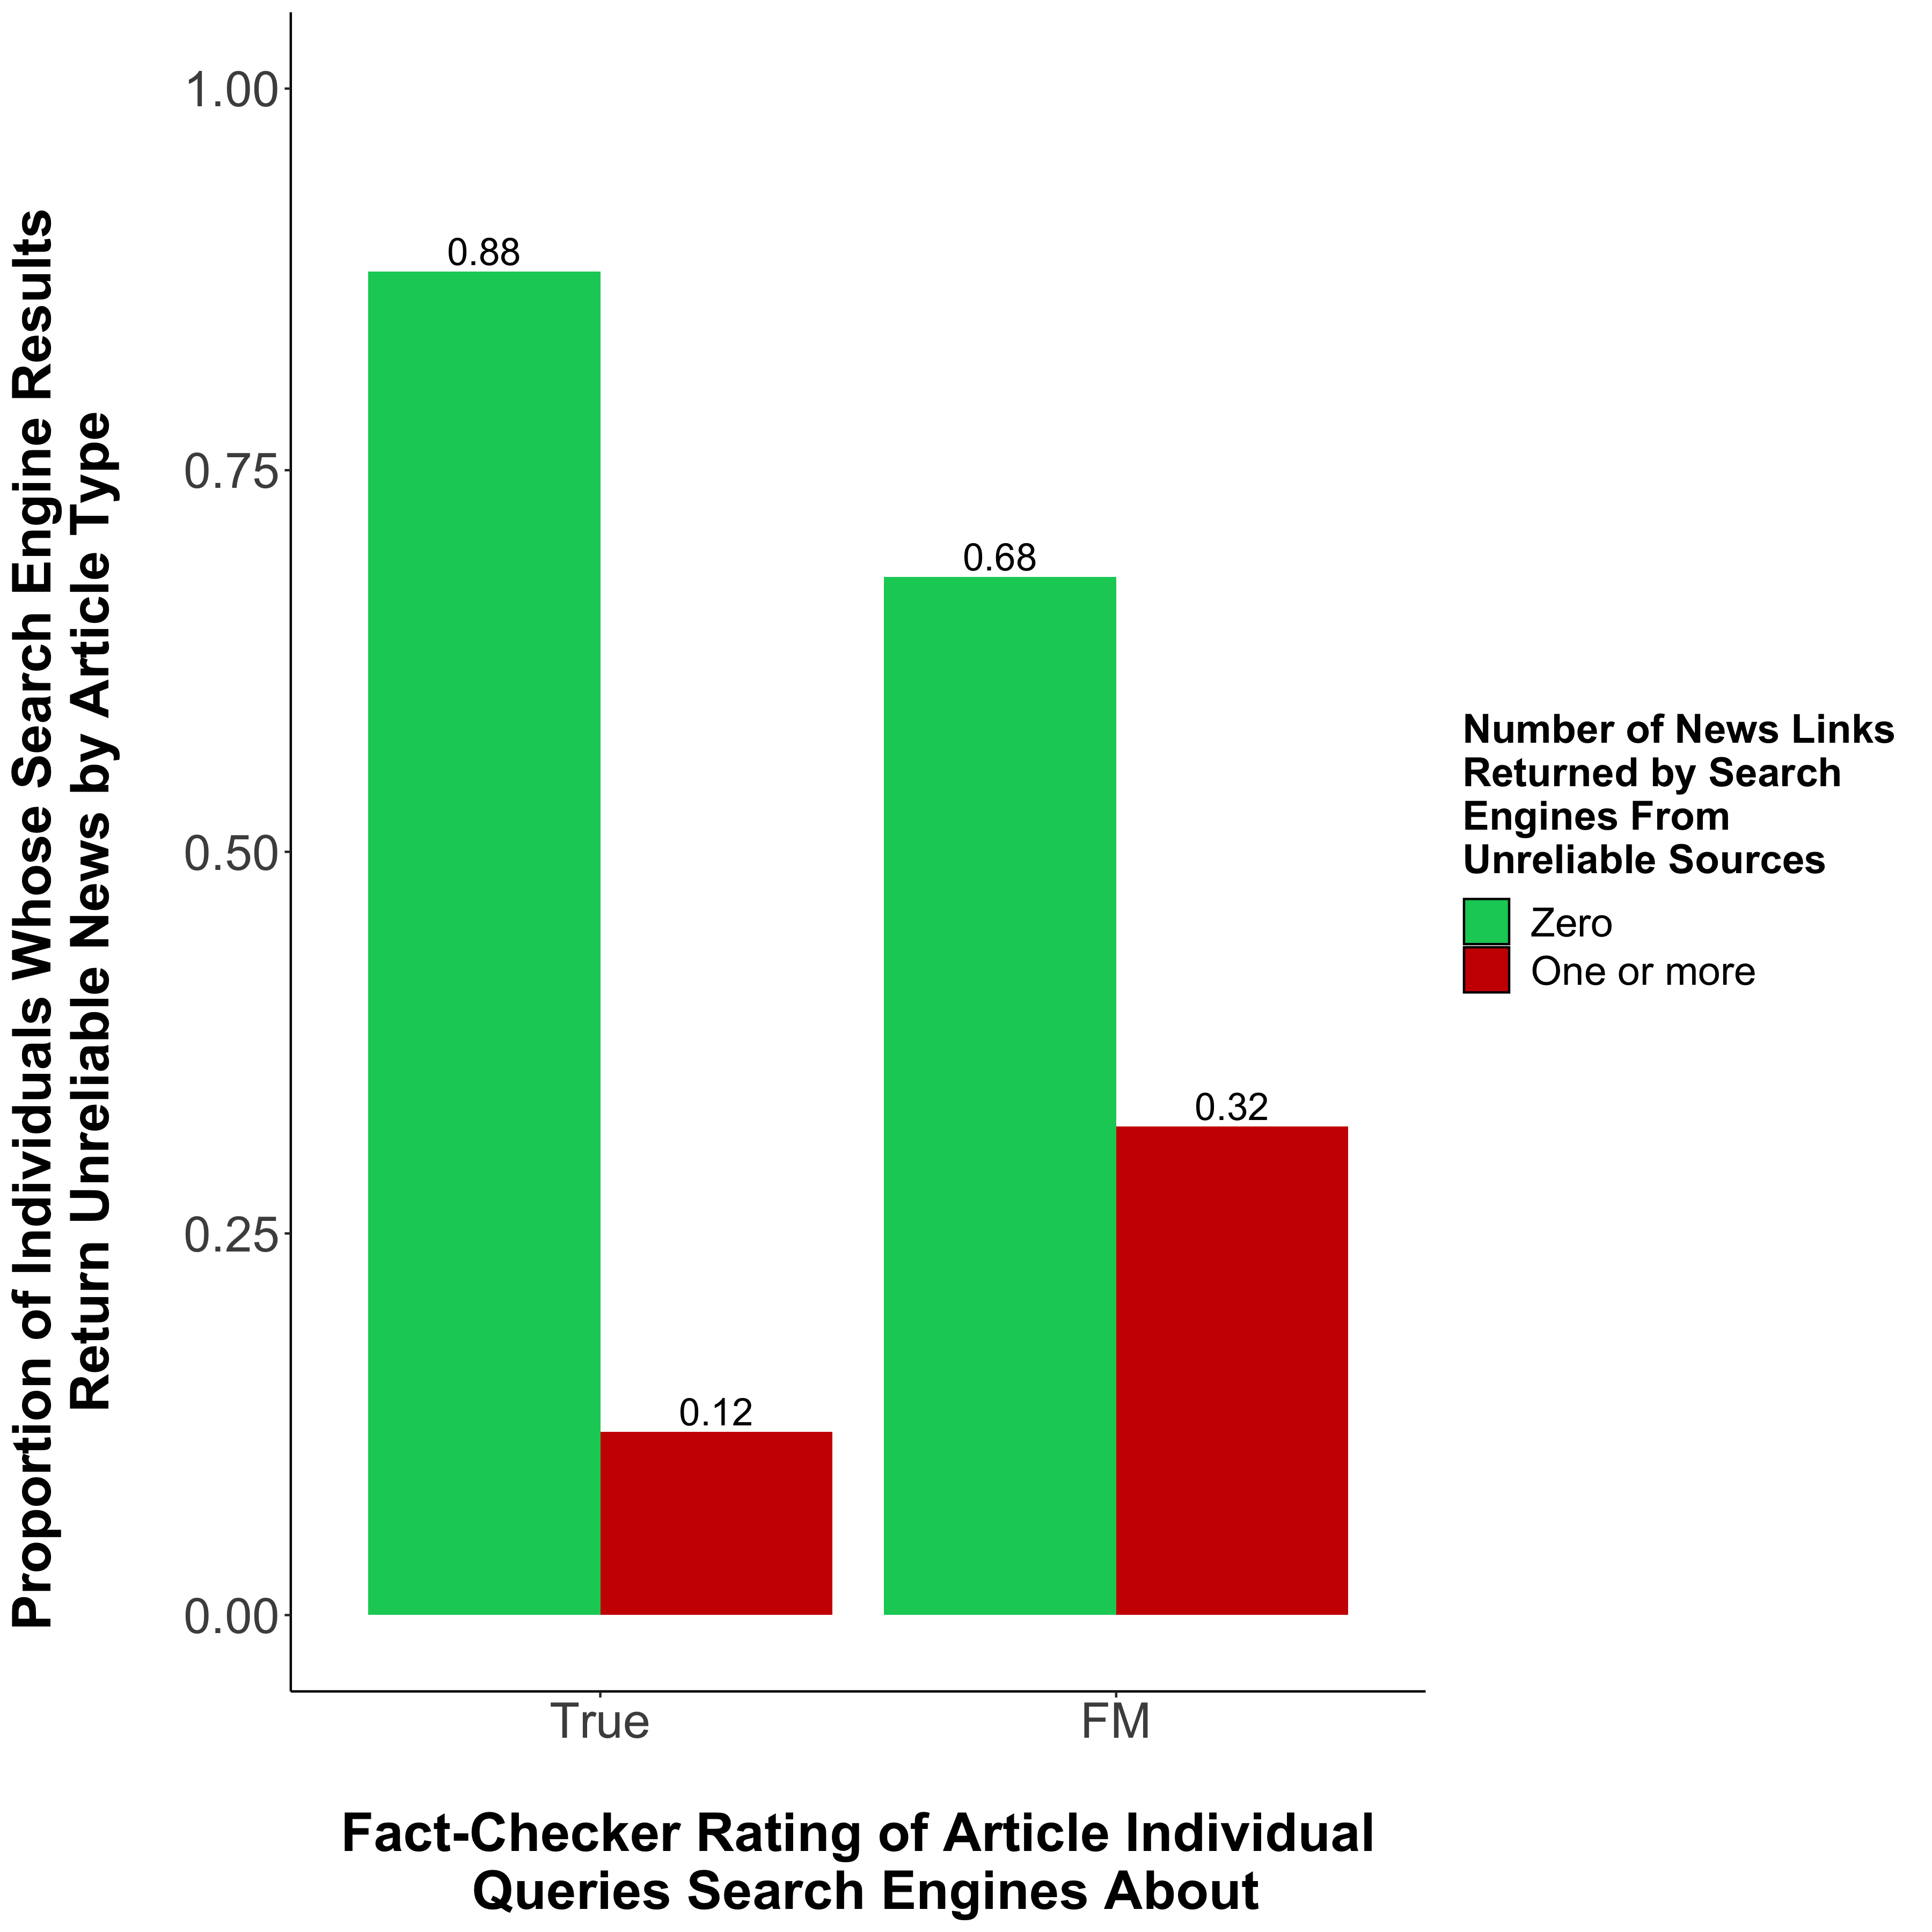 Proportion of Individuals Whose Search Engine Results
Return Unreliable News by Article Type
1.00
0.75
0.50
0.25
0.00
0.88
0.12
0.68
0.32
True
FM
Fact-Checker Rating of Article Individual
Queries Search Engines About
Number of News Links
Returned by Search
Engines From
Unreliable Sources
Zero
One or more